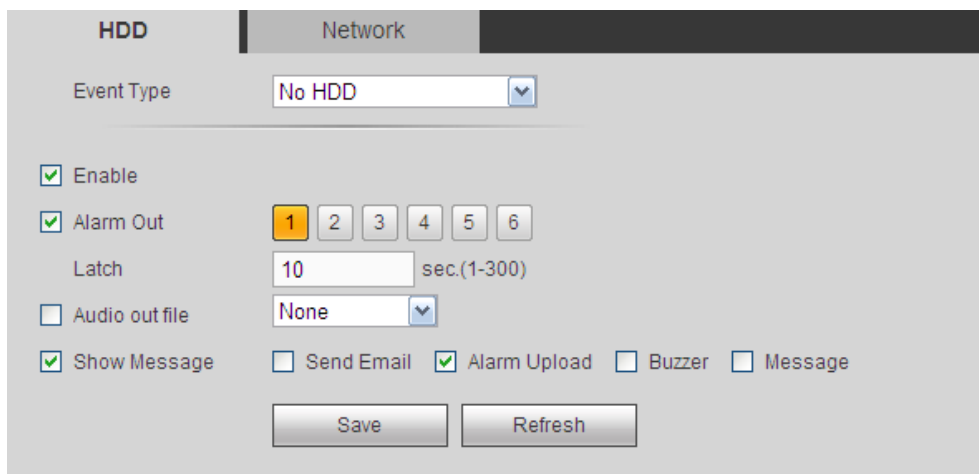 HDD Network
Event Type No HDD
Enable
Alarm Out 1 2 3 4 5 6
Latch 10 sec.(1-300)
Audio out file None
Show Message Send Email Alarm Upload Buzzer Message
Save Refresh